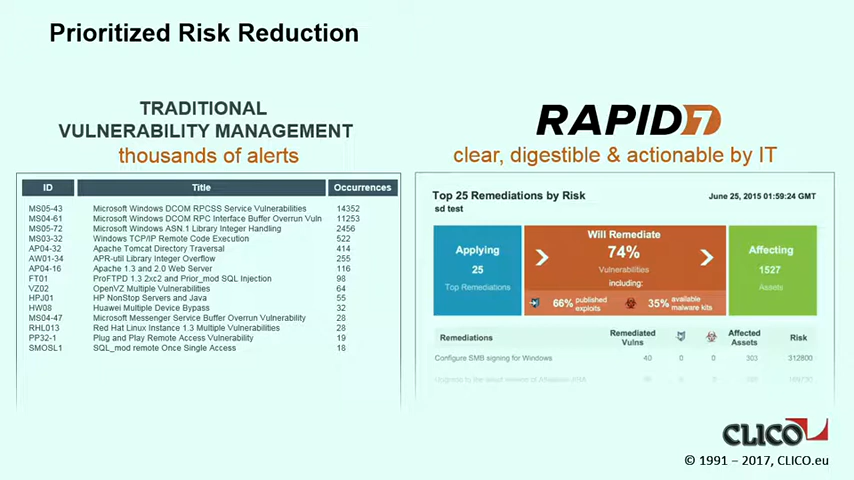 Prioritized Risk Reduction
TRADITIONAL
VULNERABILITY MANAGEMENT
thousands of alerts
ID Title Occurrences
MS05-43 Microsoft Windows DCOM RPCSS Service Vulnerabilities 14352
MS04-61 Microsoft Windows DCOM RPC Interface Buffer Overrun Vuln 11253
MS05-72 Microsoft Windows ASN.1 Library Integer Handling 2456
MS03-32 Windows TCP/IP Remote Code Execution 522
AP04-32 Apache Tomcat Directory Traversal 414
AW01-34 APR-util Library Integer Overflow 255
AP04-16 Apache 1.3 and 2.0 Web Server 116
FT01 ProFTPD 1.3 2xc2 and Prior_mod SQL Injection 98
VZ02 OpenVZ Multiple Vulnerabilities 64
HPJ01 HP NonStop Servers and Java 55
HW08 Huawei Multiple Device Bypass 32
MS04-47 Microsoft Messenger Service Buffer Overrun Vulnerability 28
RHL013 Red Hat Linux Instance 1.3 Multiple Vulnerabilities 28
PP32-1 Plug and Play Remote Access Vulnerability 19
SMOSL1 SQL_mod remote Once Single Access 18
RAPID7
clear, digestible & actionable by IT
Top 25 Remediations by Risk June 25, 2015 01:59:24 GMT
sd test
Applying
25
Top Remediations
Will Remediate
74%
Vulnerabilities
including:
66% published exploits 35% available malware kits
Affecting
1527
Assets
Remediations Remediated Vulns Affected Assets Risk
Configure SMB signing for Windows 40 0 0 303 312800
CLICO
© 1991 – 2017, CLICO.eu